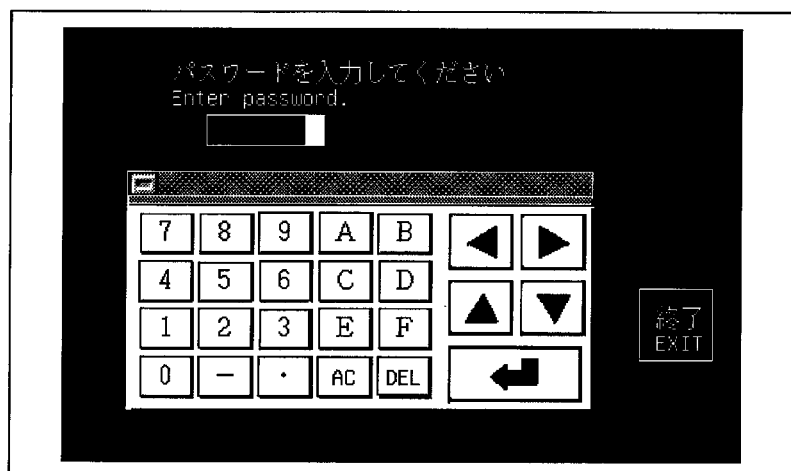 パスワードを入力してください
Enter password.
7 8 9 A B
4 5 6 C D
1 2 3 E F
0 - · AC DEL
終了
EXIT